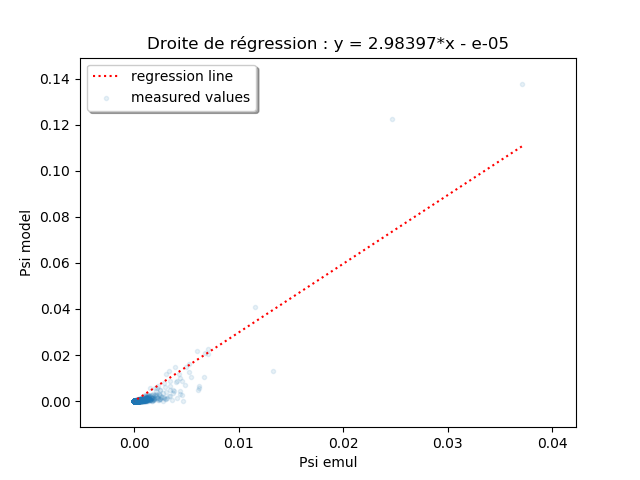 Droite de régression : y = 2.98397*x - e-05
regression line
measured values
Psi model
0.14
0.12
0.10
0.08
0.06
0.04
0.02
0.00
0.00 0.01 0.02 0.03 0.04
Psi emul